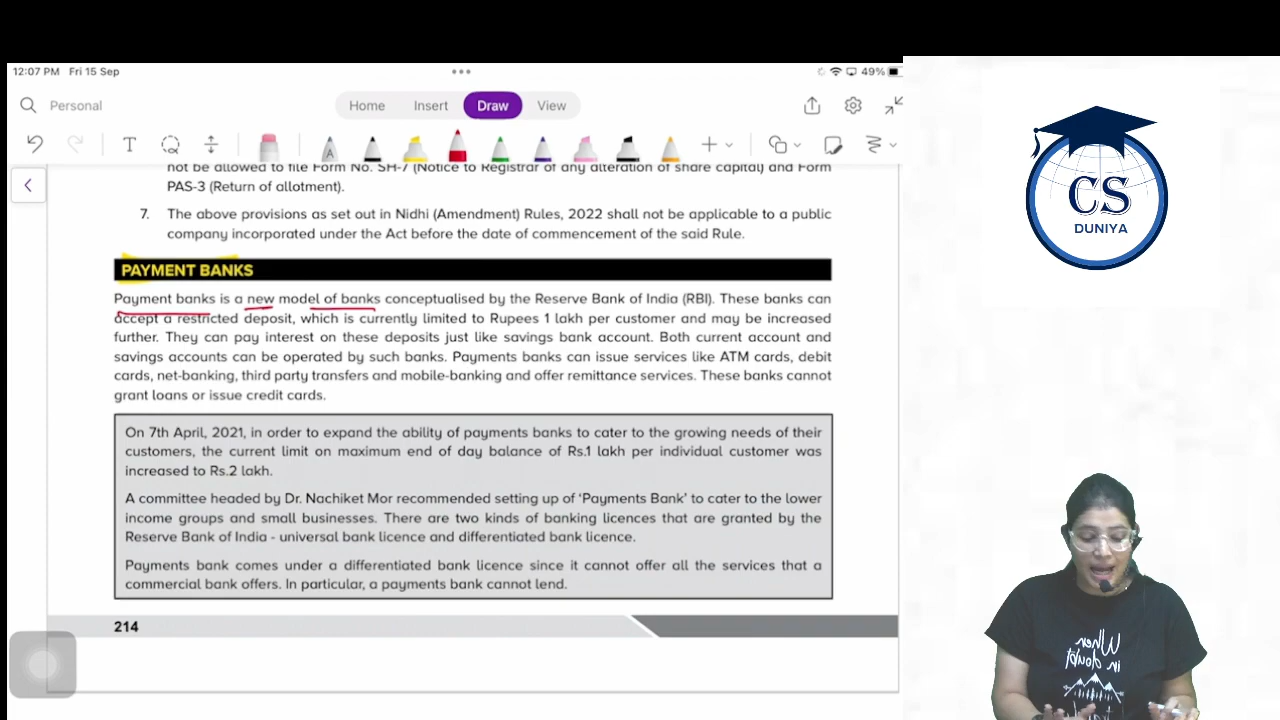 12:07 PM Fri 15 Sep
49%
Personal
Home Insert Draw View
not be allowed to file Form No. SH-7 (Notice to Registrar of any alteration of share capital) and Form
PAS-3 (Return of allotment).
7. The above provisions as set out in Nidhi (Amendment) Rules, 2022 shall not be applicable to a public
company incorporated under the Act before the date of commencement of the said Rule.
PAYMENT BANKS
Payment banks is a new model of banks conceptualised by the Reserve Bank of India (RBI). These banks can
accept a restricted deposit, which is currently limited to Rupees 1 lakh per customer and may be increased
further. They can pay interest on these deposits just like savings bank account. Both current account and
savings accounts can be operated by such banks. Payments banks can issue services like ATM cards, debit
cards, net-banking, third party transfers and mobile-banking and offer remittance services. These banks cannot
grant loans or issue credit cards.
On 7th April, 2021, in order to expand the ability of payments banks to cater to the growing needs of their
customers, the current limit on maximum end of day balance of Rs.1 lakh per individual customer was
increased to Rs.2 lakh.
A committee headed by Dr. Nachiket Mor recommended setting up of 'Payments Bank' to cater to the lower
income groups and small businesses. There are two kinds of banking licences that are granted by the
Reserve Bank of India - universal bank licence and differentiated bank licence.
Payments bank comes under a differentiated bank licence since it cannot offer all the services that a
commercial bank offers. In particular, a payments bank cannot lend.
214
CS
DUNIYA
When
in doubt